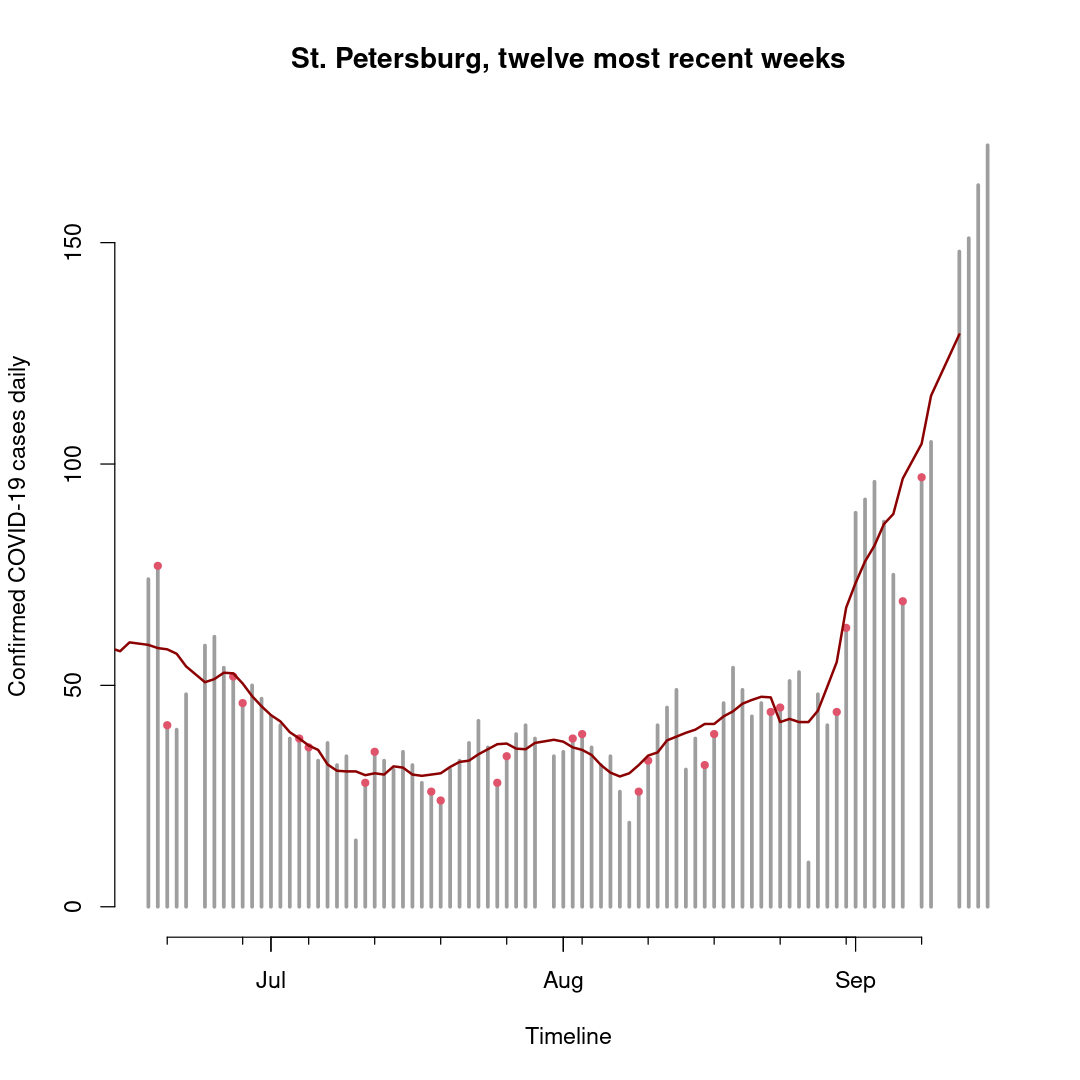 St. Petersburg, twelve most recent weeks
Confirmed COVID-19 cases daily
150
100
50
0
Jul Aug Sep
Timeline